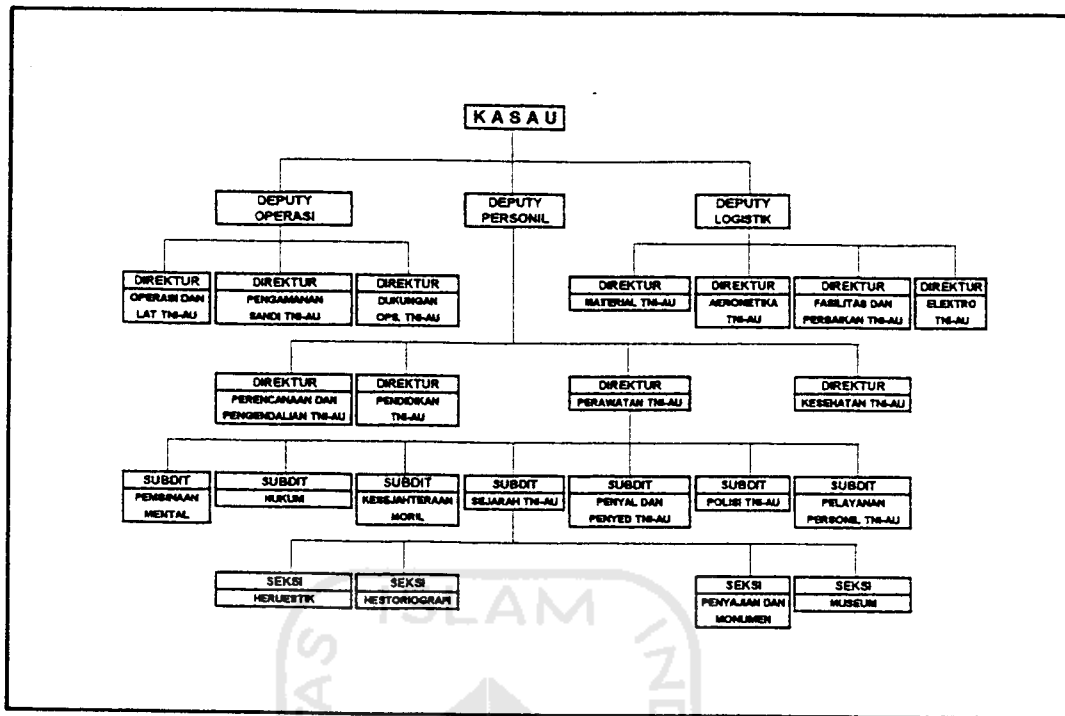 KASAU
DEPUTY
OPERASI
DEPUTY
PERSONIL
DEPUTY
LOGISTIK
DIREKTUR
OPERASI DAN
LAT TNI-AU
DIREKTUR
PENGAMANAN
SANDI TNI-AU
DIREKTUR
DUKUNGAN
OPS. TNI-AU
DIREKTUR
MATERIAL TNI-AU
DIREKTUR
AERONETIKA
TNI-AU
DIREKTUR
FASILITAS DAN
PERBAIKAN TNI-AU
DIREKTUR
ELEKTRO
TNI-AU
DIREKTUR
PERENCANAAN DAN
PENGENDALIAN TNI-AU
DIREKTUR
PENDIDIKAN
TNI-AU
DIREKTUR
PERAWATAN TNI-AU
DIREKTUR
KESEHATAN TNI-AU
SUBDIT
PEMBINAAN
MENTAL
SUBDIT
HUKUM
SUBDIT
KESEJAHTERAAN
MORIL
SUBDIT
SEJARAH TNI-AU
SUBDIT
PENYAL DAN
PENYED TNI-AU
SUBDIT
POLISI TNI-AU
SUBDIT
PELAYANAN
PERSONIL TNI-AU
SEKSI
HERUESTIK
SEKSI
HESTORIOGRAFI
SEKSI
PENYAJIAN DAN
MONUMEN
SEKSI
MUSEUM
ISLAM